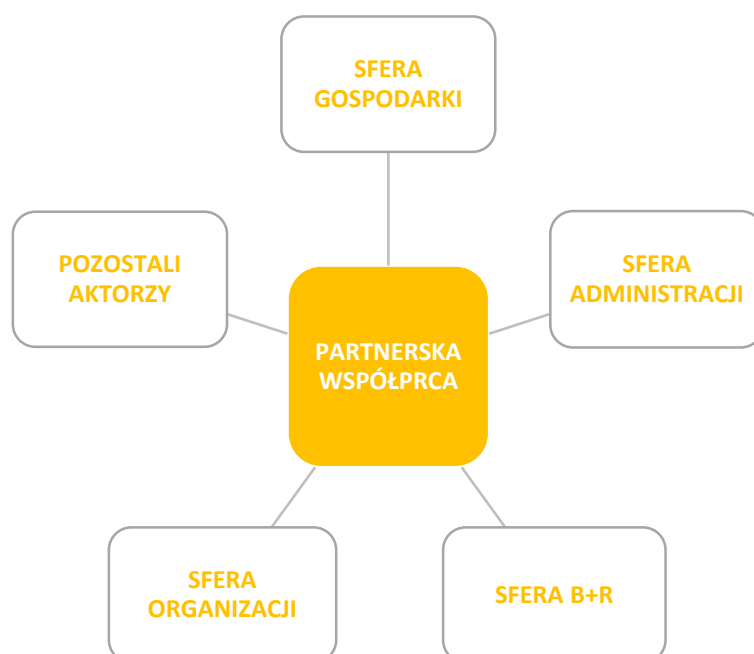 SFERA
GOSPODARKI
POZOSTALI
AKTORZY
SFERA
ADMINISTRACJI
PARTNERSKA
WSPÓŁPRCA
SFERA
ORGANIZACJI
SFERA B+R